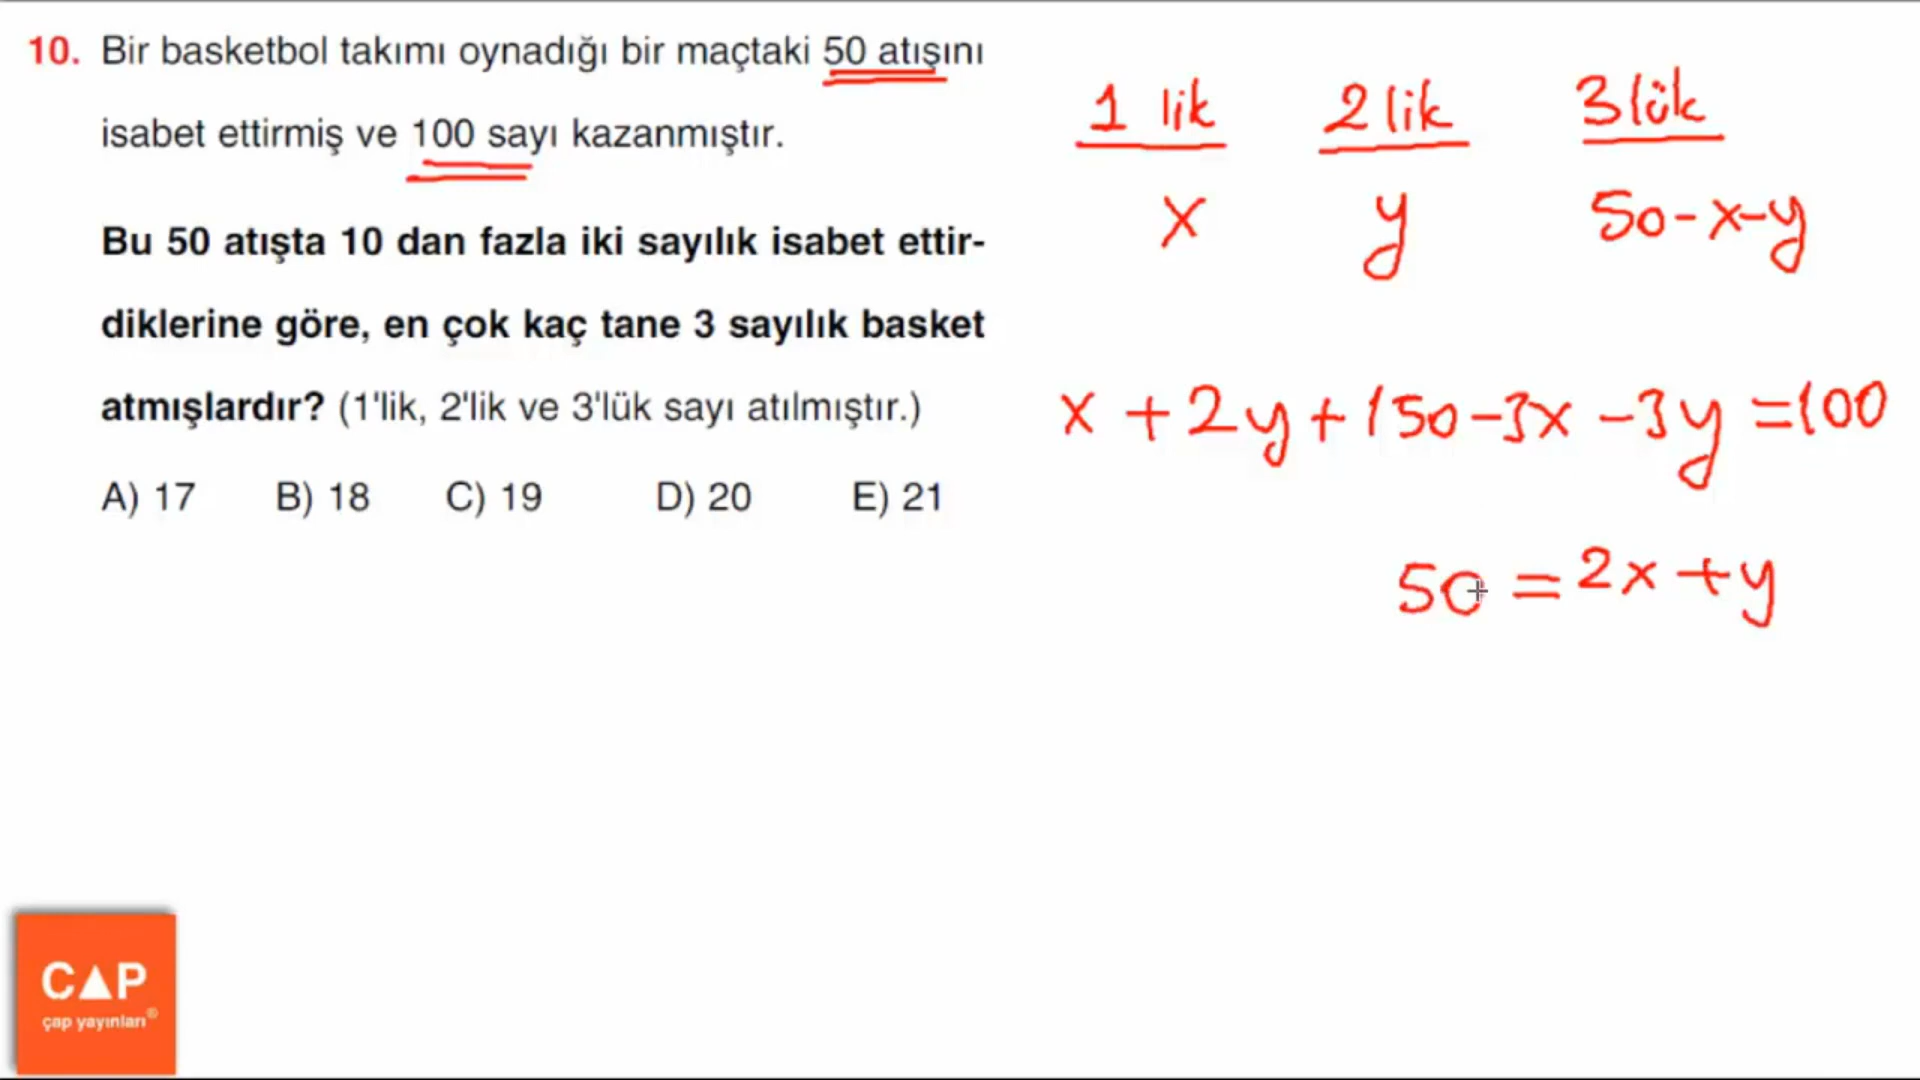 10. Bir basketbol takımı oynadığı bir maçtaki 50 atışını
isabet ettirmiş ve 100 sayı kazanmıştır.
Bu 50 atışta 10 dan fazla iki sayılık isabet ettir-
diklerine göre, en çok kaç tane 3 sayılık basket
atmışlardır? (1'lik, 2'lik ve 3'lük sayı atılmıştır.)
A) 17 B) 18 C) 19 D) 20 E) 21
1 lik 2 lik 3 lük
x y 50-x-y
x + 2y + 150 - 3x - 3y = 100
50 = 2x + y
CAP
çap yayınları®